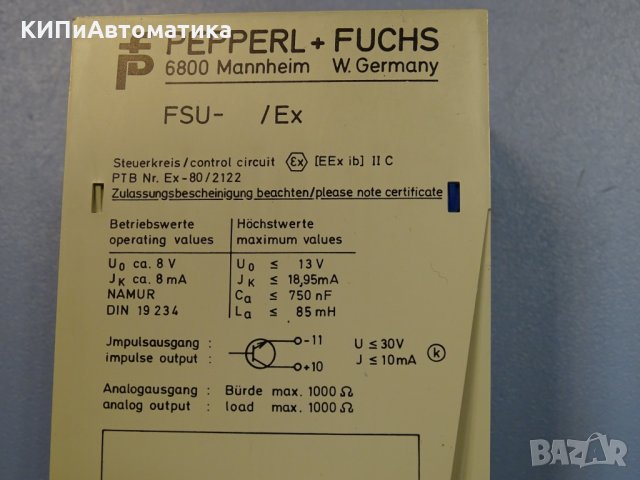 КИПиАвтоматика
PEPPERL + FUCHS
6800 Mannheim W. Germany
FSU- /Ex
Steuerkreis/control circuit Ex [EEx ib] II C
PTB Nr. Ex-80/2122
Zulassungsbescheinigung beachten/please note certificate
Betriebswerte Höchstwerte
operating values maximum values
U0 ca. 8 V U0 ≤ 13 V
JK ca. 8 mA JK ≤ 18,95mA
NAMUR Ca ≤ 750 nF
DIN 19 234 La ≤ 85 mH
Jmpulsausgang : -11 U ≤ 30V
impulse output : +10 J ≤ 10mA k
Analogausgang : Bürde max. 1000 Ω
analog output : load max. 1000 Ω
BAZAR